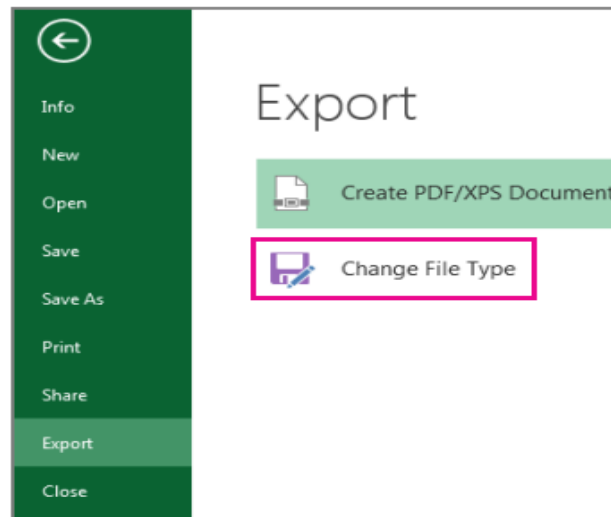 Info
New
Open
Save
Save As
Print
Share
Export
Close
Export
Create PDF/XPS Document
Change File Type